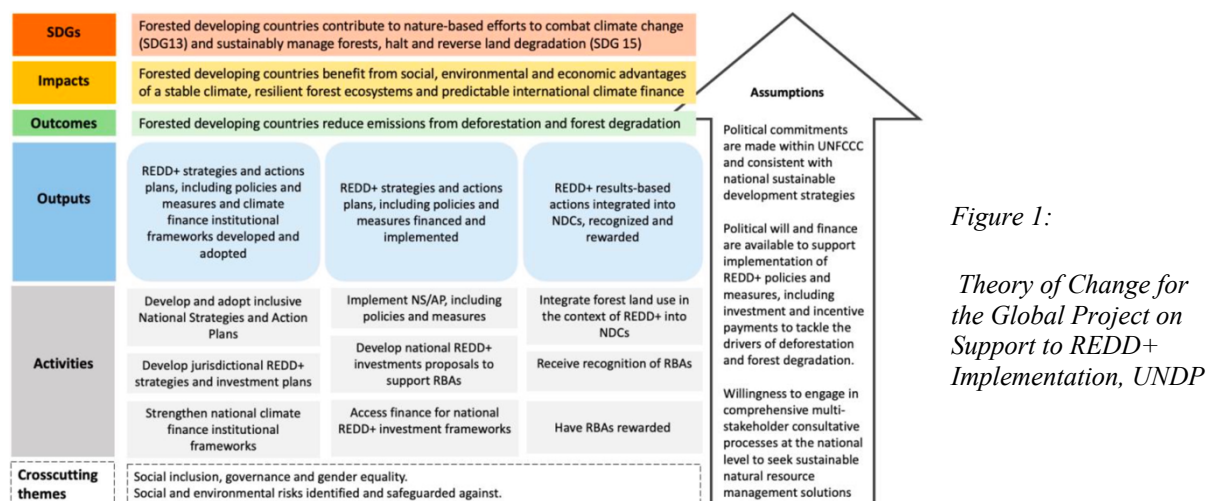 SDGs
Forested developing countries contribute to nature-based efforts to combat climate change
(SDG13) and sustainably manage forests, halt and reverse land degradation (SDG 15)
Impacts
Forested developing countries benefit from social, environmental and economic advantages
of a stable climate, resilient forest ecosystems and predictable international climate finance
Outcomes
Forested developing countries reduce emissions from deforestation and forest degradation
Outputs
REDD+ strategies and actions
plans, including policies and
measures and climate
finance institutional
frameworks developed and
adopted
REDD+ strategies and actions
plans, including policies and
measures financed and
implemented
REDD+ results-based
actions integrated into
NDCs, recognized and
rewarded
Activities
Develop and adopt inclusive
National Strategies and Action
Plans
Develop jurisdictional REDD+
strategies and investment plans
Strengthen national climate
finance institutional
frameworks
Implement NS/AP, including
policies and measures
Develop national REDD+
investments proposals to
support RBAs
Access finance for national
REDD+ investment frameworks
Integrate forest land use in
the context of REDD+ into
NDCs
Receive recognition of RBAs
Have RBAs rewarded
Crosscutting
themes
Social inclusion, governance and gender equality.
Social and environmental risks identified and safeguarded against.
Assumptions
Political commitments
are made within UNFCCC
and consistent with
national sustainable
development strategies
Political will and finance
are available to support
implementation of
REDD+ policies and
measures, including
investment and incentive
payments to tackle the
drivers of deforestation
and forest degradation.
Willingness to engage in
comprehensive multi-
stakeholder consultative
processes at the national
level to seek sustainable
natural resource
management solutions
Figure 1:
Theory of Change for
the Global Project on
Support to REDD+
Implementation, UNDP